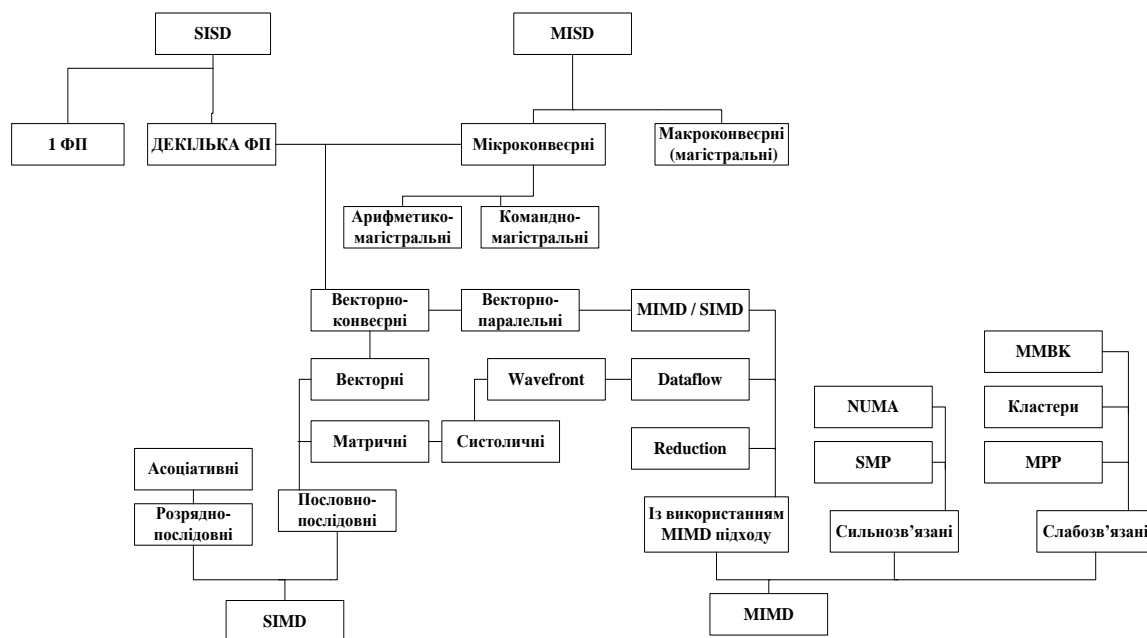 SISD
MISD
1 ФП
ДЕКІЛЬКА ФП
Мікроконвеєрні
Макроконвеєрні
(магістральні)
Арифметико-
магістральні
Командно-
магістральні
Векторно-
конвеєрні
Векторно-
паралельні
MIMD / SIMD
ММВК
Векторні
Wavefront
Dataflow
NUMA
Кластери
Матричні
Систоличні
Reduction
SMP
MPP
Асоціативні
Розрядно-
послідовні
Пословно-
послідовні
Із використанням
MIMD підходу
Сильнозв’язані
Слабозв’язані
SIMD
MIMD